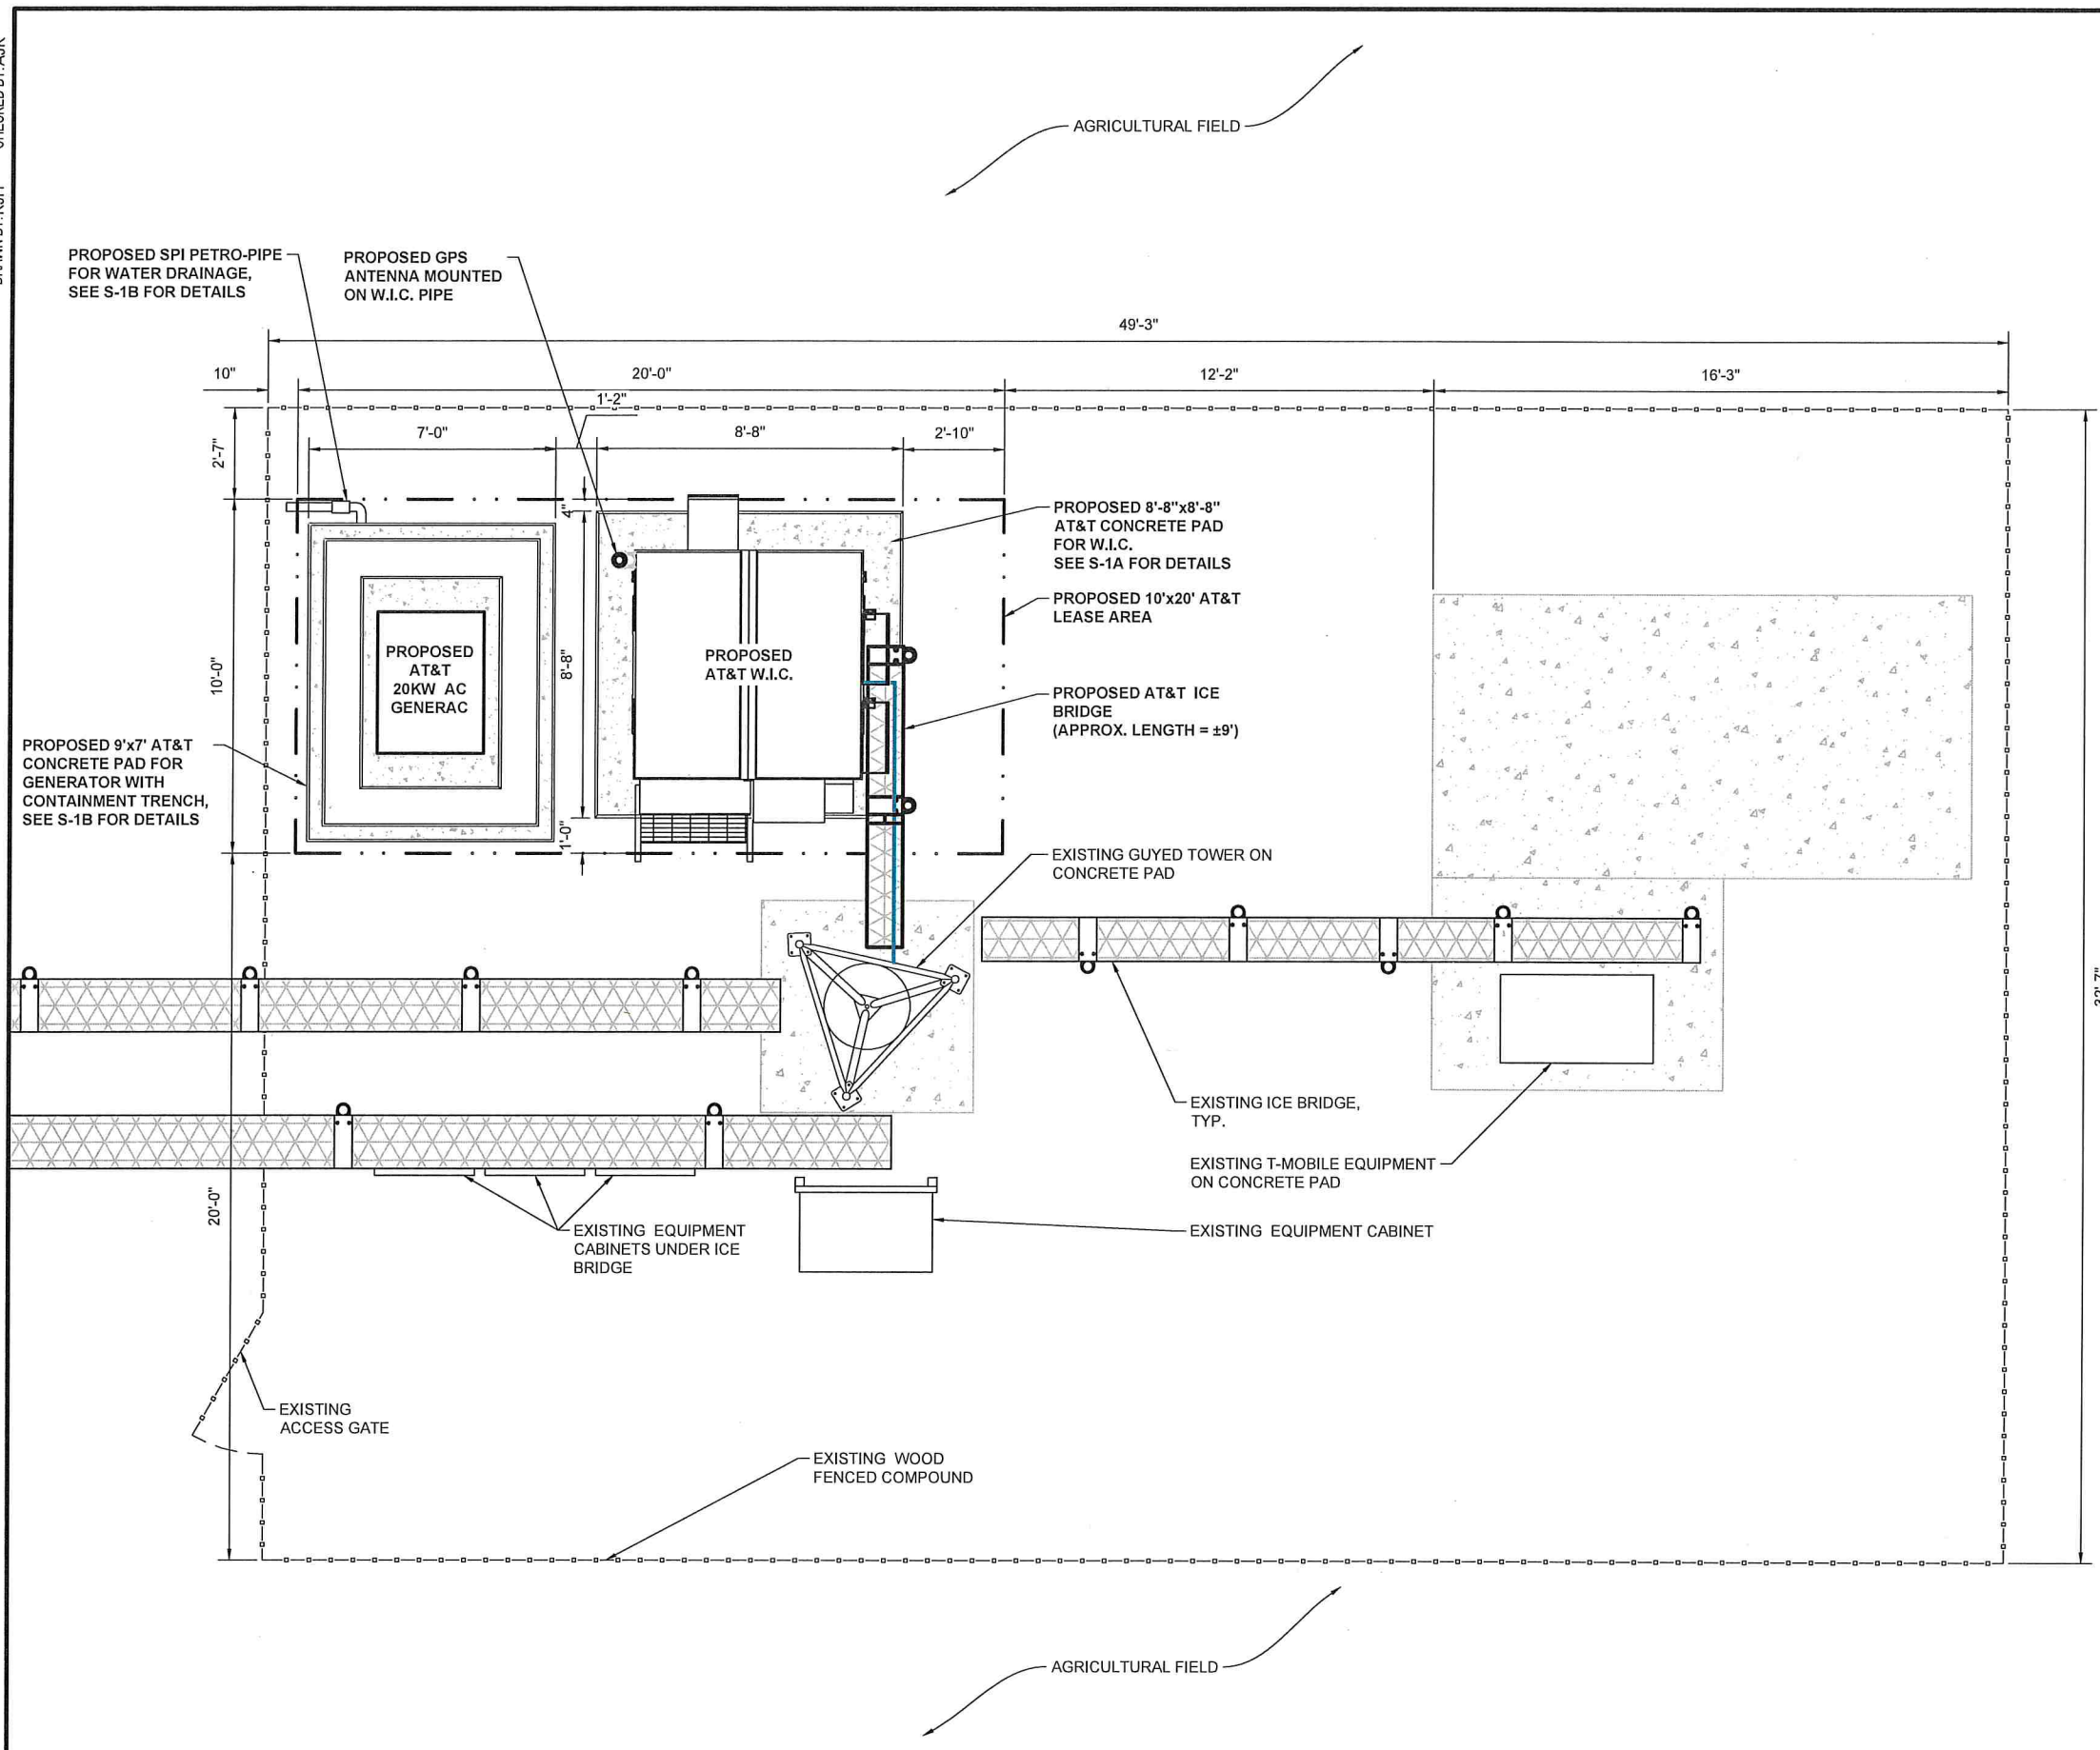 AGRICULTURAL FIELD
PROPOSED SPI PETRO-PIPE
FOR WATER DRAINAGE,
SEE S-1B FOR DETAILS
PROPOSED GPS
ANTENNA MOUNTED
ON W.I.C. PIPE
49'-3"
10"
20'-0"
12'-2"
16'-3"
1'-2"
2'-7"
7'-0"
8'-8"
2'-10"
4"
PROPOSED 8'-8"x8'-8"
AT&T CONCRETE PAD
FOR W.I.C.
SEE S-1A FOR DETAILS
PROPOSED 10'x20' AT&T
LEASE AREA
10'-0"
PROPOSED
AT&T
20KW AC
GENERAC
8'-8"
PROPOSED
AT&T W.I.C.
PROPOSED AT&T ICE
BRIDGE
(APPROX. LENGTH = ±9')
PROPOSED 9'x7' AT&T
CONCRETE PAD FOR
GENERATOR WITH
CONTAINMENT TRENCH,
SEE S-1B FOR DETAILS
1'-0"
EXISTING GUYED TOWER ON
CONCRETE PAD
32'-7"
EXISTING ICE BRIDGE,
TYP.
EXISTING T-MOBILE EQUIPMENT
ON CONCRETE PAD
20'-0"
EXISTING EQUIPMENT
CABINETS UNDER ICE
BRIDGE
EXISTING EQUIPMENT CABINET
EXISTING
ACCESS GATE
EXISTING WOOD
FENCED COMPOUND
AGRICULTURAL FIELD